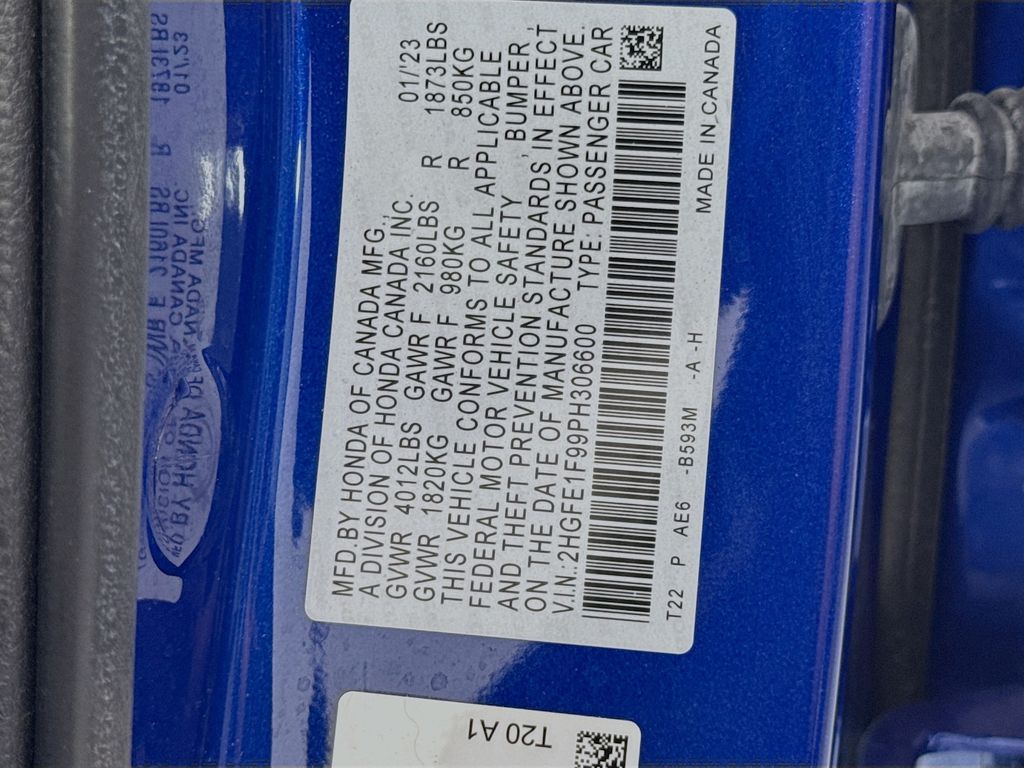 MFD.BY HONDA OF CANADA MFG., 01/'23
A DIVISION OF HONDA CANADA INC.
GVWR 4012LBS GAWR F 2160LBS R 1873LBS
GVWR 1820KG GAWR F 980KG R 850KG
THIS VEHICLE CONFORMS TO ALL APPLICABLE
FEDERAL MOTOR VEHICLE SAFETY, BUMPER,
AND THEFT PREVENTION STANDARDS IN EFFECT
ON THE DATE OF MANUFACTURE SHOWN ABOVE.
V.I.N.:2HGFE1F99PH306600 TYPE:PASSENGER CAR
T22 P AE6 -B593M -A -H MADE IN CANADA
T20 A1